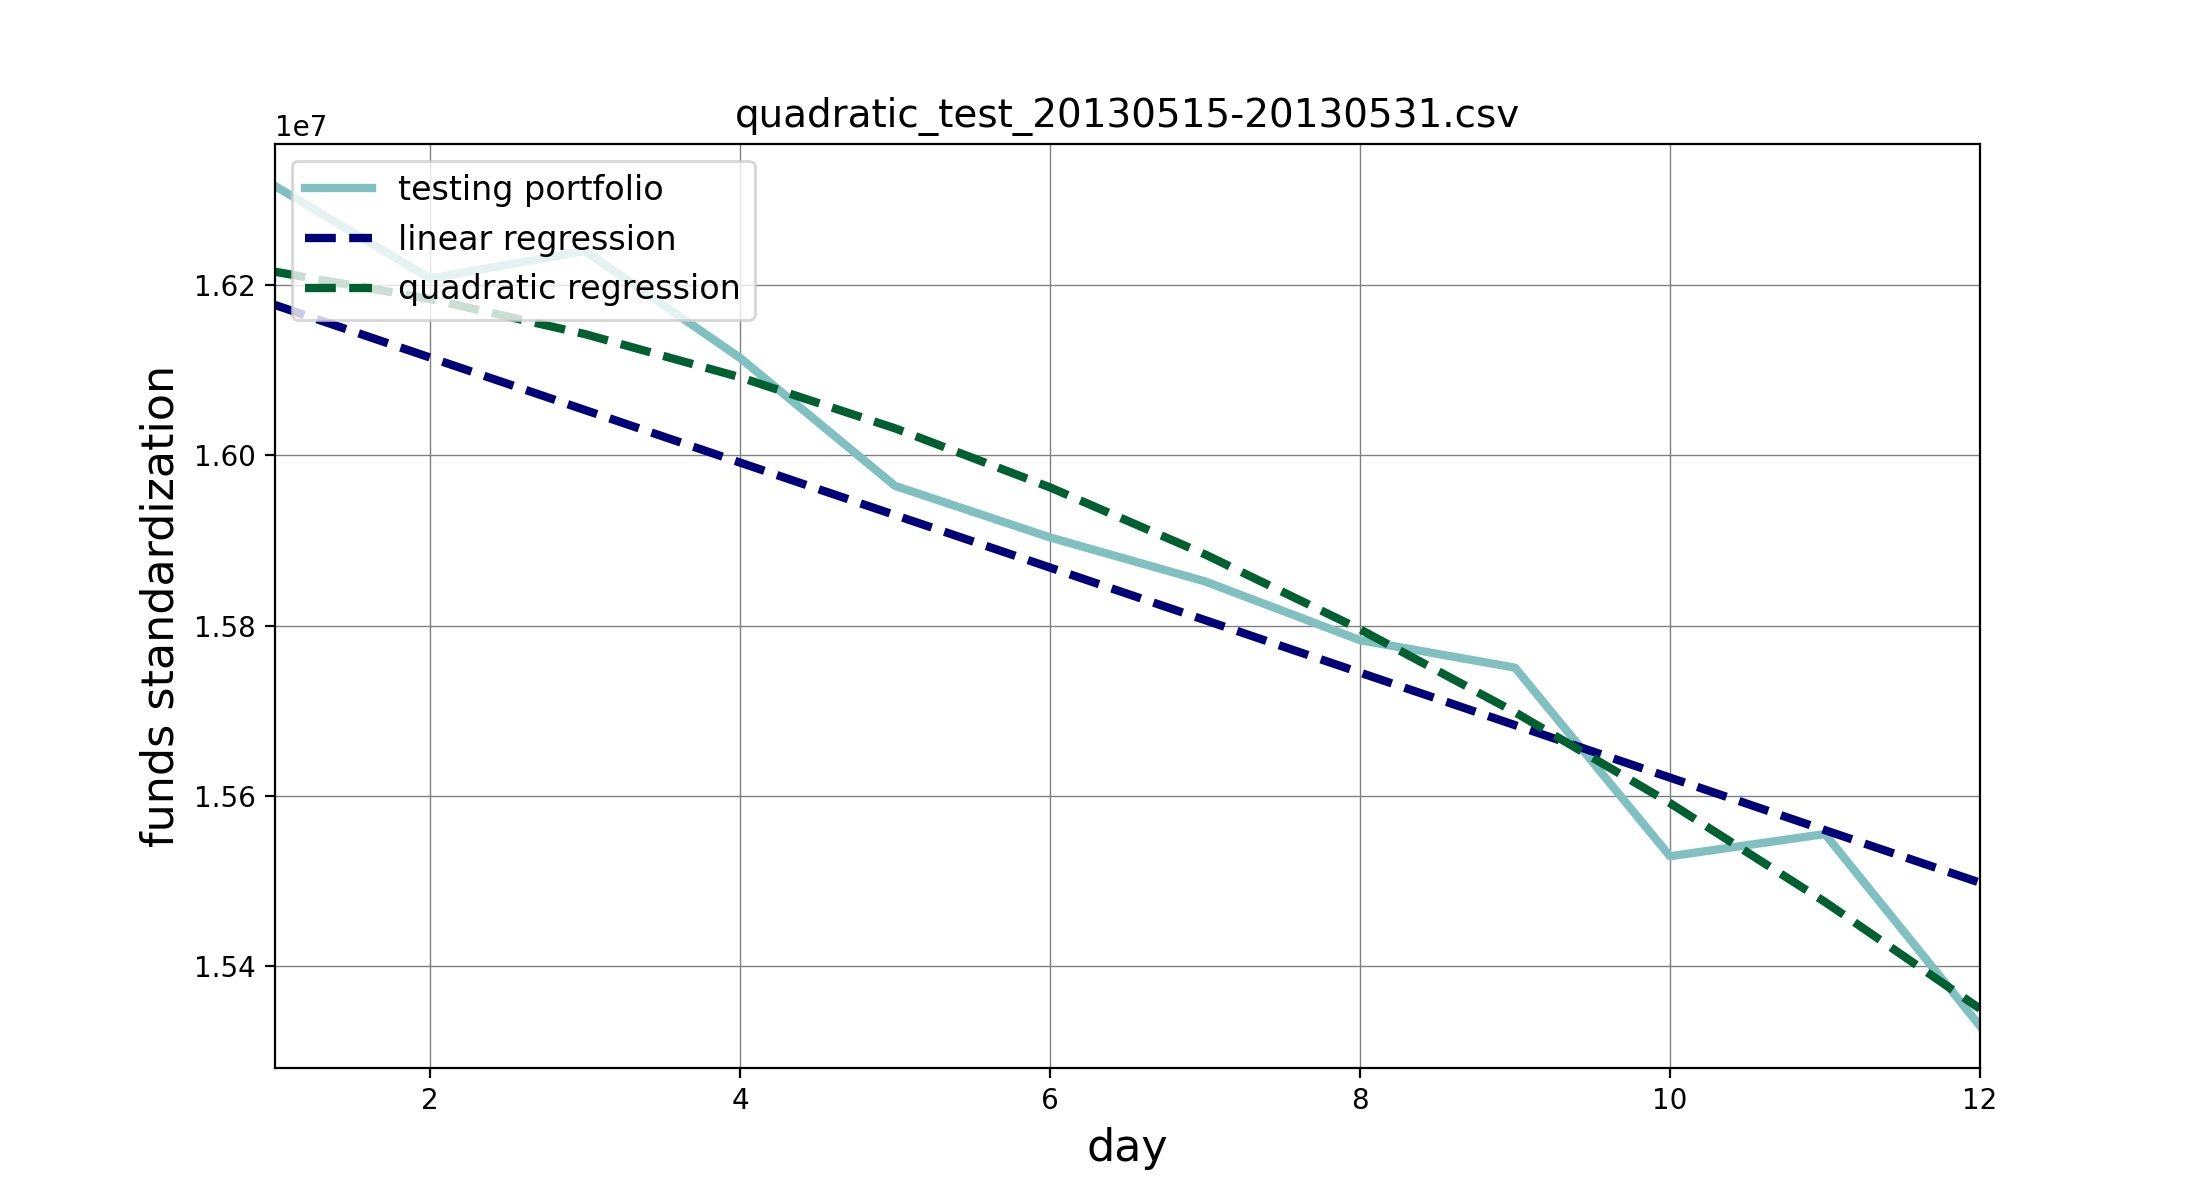 quadratic_test_20130515-20130531.csv
1e7
testing portfolio
linear regression
quadratic regression
funds standardization
1.62
1.60
1.58
1.56
1.54
2 4 6 8 10 12
day